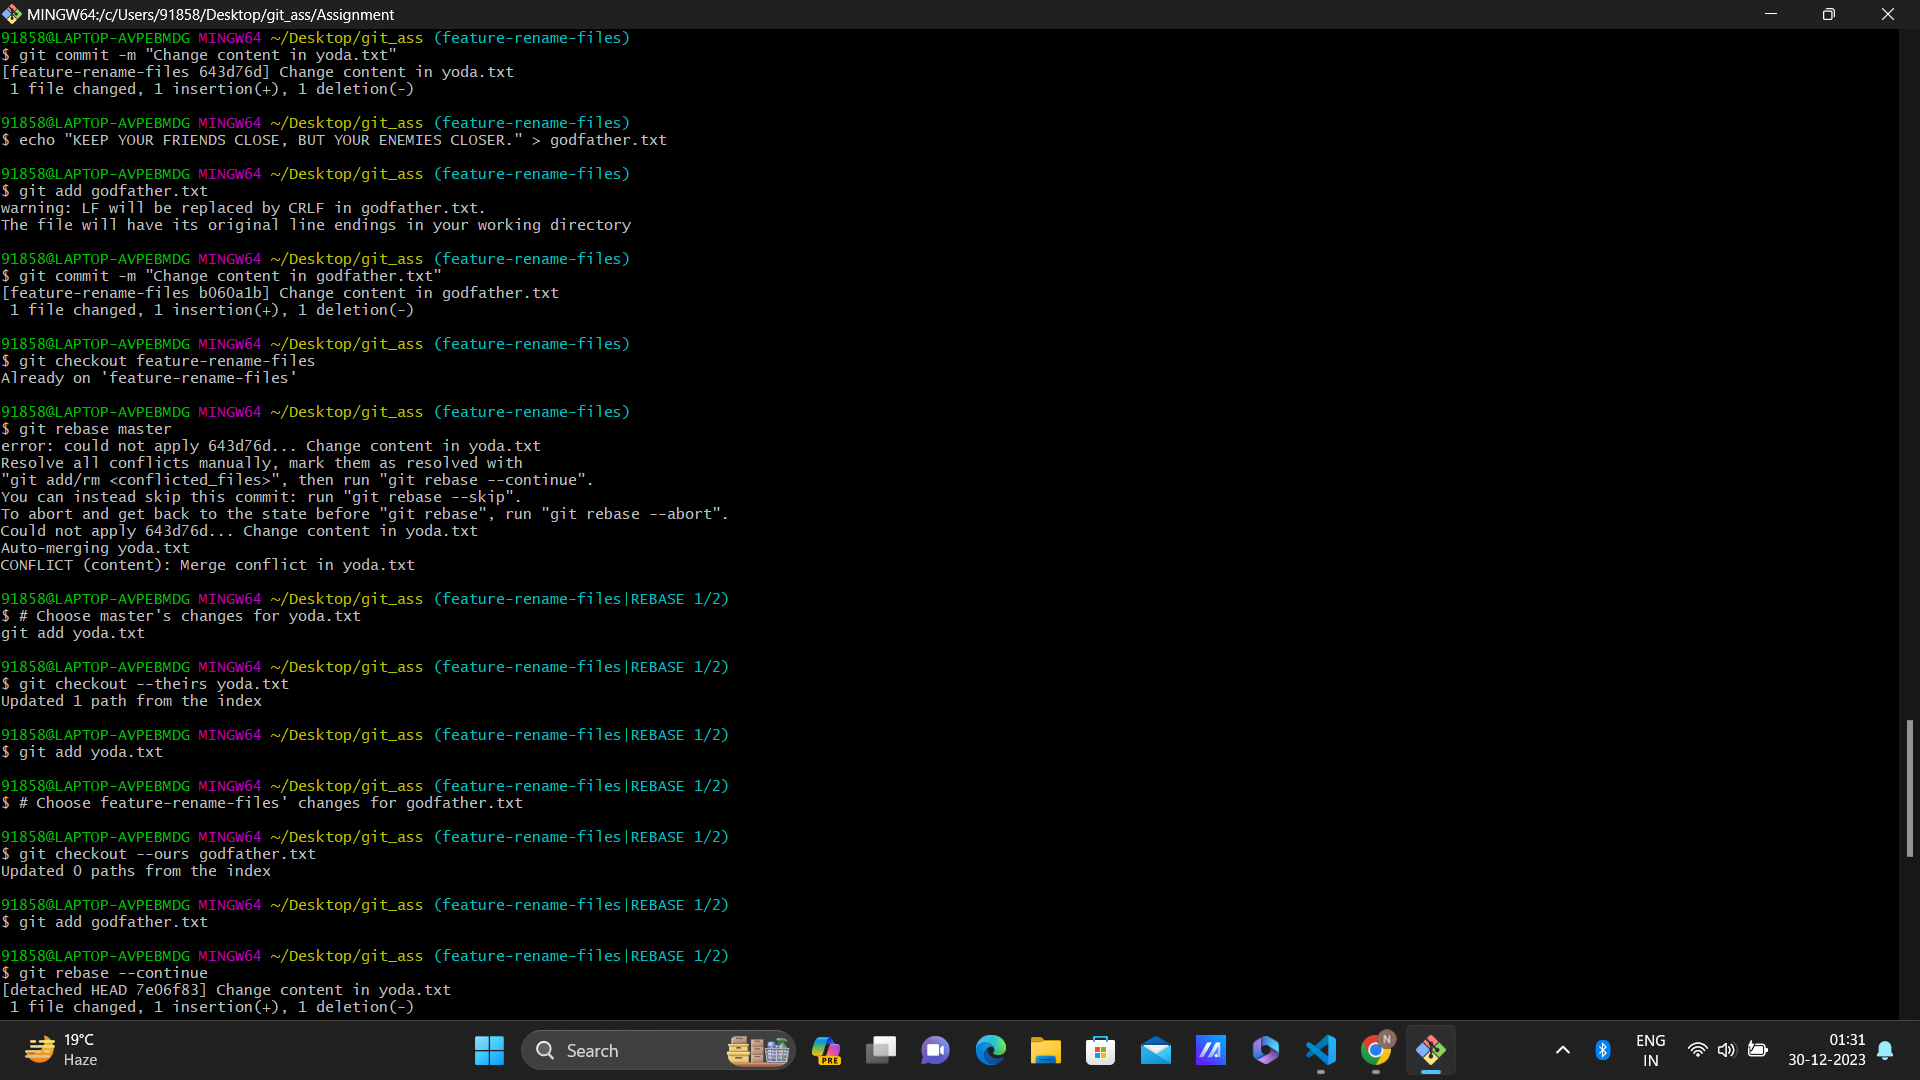 MINGW64:/c/Users/91858/Desktop/git_ass/Assignment
91858@LAPTOP-AVPEBMDG MINGW64 ~/Desktop/git_ass (feature-rename-files)
$ git commit -m "Change content in yoda.txt"
[feature-rename-files 643d76d] Change content in yoda.txt
 1 file changed, 1 insertion(+), 1 deletion(-)
91858@LAPTOP-AVPEBMDG MINGW64 ~/Desktop/git_ass (feature-rename-files)
$ echo "KEEP YOUR FRIENDS CLOSE, BUT YOUR ENEMIES CLOSER." > godfather.txt
91858@LAPTOP-AVPEBMDG MINGW64 ~/Desktop/git_ass (feature-rename-files)
$ git add godfather.txt
warning: LF will be replaced by CRLF in godfather.txt.
The file will have its original line endings in your working directory
91858@LAPTOP-AVPEBMDG MINGW64 ~/Desktop/git_ass (feature-rename-files)
$ git commit -m "Change content in godfather.txt"
[feature-rename-files b060a1b] Change content in godfather.txt
 1 file changed, 1 insertion(+), 1 deletion(-)
91858@LAPTOP-AVPEBMDG MINGW64 ~/Desktop/git_ass (feature-rename-files)
$ git checkout feature-rename-files
Already on 'feature-rename-files'
91858@LAPTOP-AVPEBMDG MINGW64 ~/Desktop/git_ass (feature-rename-files)
$ git rebase master
error: could not apply 643d76d... Change content in yoda.txt
Resolve all conflicts manually, mark them as resolved with
"git add/rm <conflicted_files>", then run "git rebase --continue".
You can instead skip this commit: run "git rebase --skip".
To abort and get back to the state before "git rebase", run "git rebase --abort".
Could not apply 643d76d... Change content in yoda.txt
Auto-merging yoda.txt
CONFLICT (content): Merge conflict in yoda.txt
91858@LAPTOP-AVPEBMDG MINGW64 ~/Desktop/git_ass (feature-rename-files|REBASE 1/2)
$ # Choose master's changes for yoda.txt
git add yoda.txt
91858@LAPTOP-AVPEBMDG MINGW64 ~/Desktop/git_ass (feature-rename-files|REBASE 1/2)
$ git checkout --theirs yoda.txt
Updated 1 path from the index
91858@LAPTOP-AVPEBMDG MINGW64 ~/Desktop/git_ass (feature-rename-files|REBASE 1/2)
$ git add yoda.txt
91858@LAPTOP-AVPEBMDG MINGW64 ~/Desktop/git_ass (feature-rename-files|REBASE 1/2)
$ # Choose feature-rename-files' changes for godfather.txt
91858@LAPTOP-AVPEBMDG MINGW64 ~/Desktop/git_ass (feature-rename-files|REBASE 1/2)
$ git checkout --ours godfather.txt
Updated 0 paths from the index
91858@LAPTOP-AVPEBMDG MINGW64 ~/Desktop/git_ass (feature-rename-files|REBASE 1/2)
$ git add godfather.txt
91858@LAPTOP-AVPEBMDG MINGW64 ~/Desktop/git_ass (feature-rename-files|REBASE 1/2)
$ git rebase --continue
[detached HEAD 7e06f83] Change content in yoda.txt
 1 file changed, 1 insertion(+), 1 deletion(-)
19°C
Haze
Search
PRE
N
ENG
IN
01:31
30-12-2023